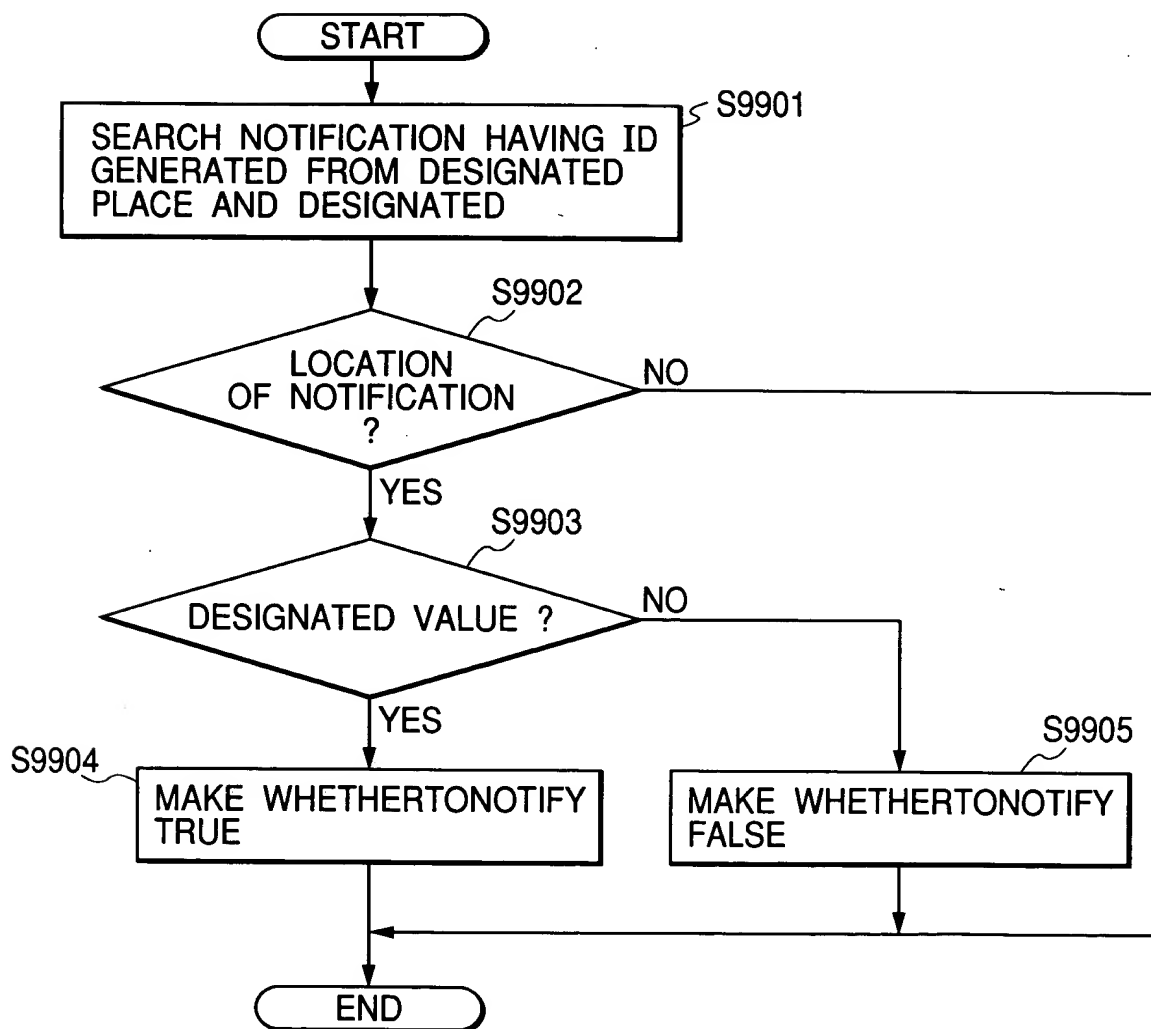 START
S9901
SEARCH NOTIFICATION HAVING ID
GENERATED FROM DESIGNATED
PLACE AND DESIGNATED
S9902
LOCATION
OF NOTIFICATION
?
NO
YES
S9903
DESIGNATED VALUE ?
NO
YES
S9904
MAKE WHETHERTONOTIFY
TRUE
S9905
MAKE WHETHERTONOTIFY
FALSE
END